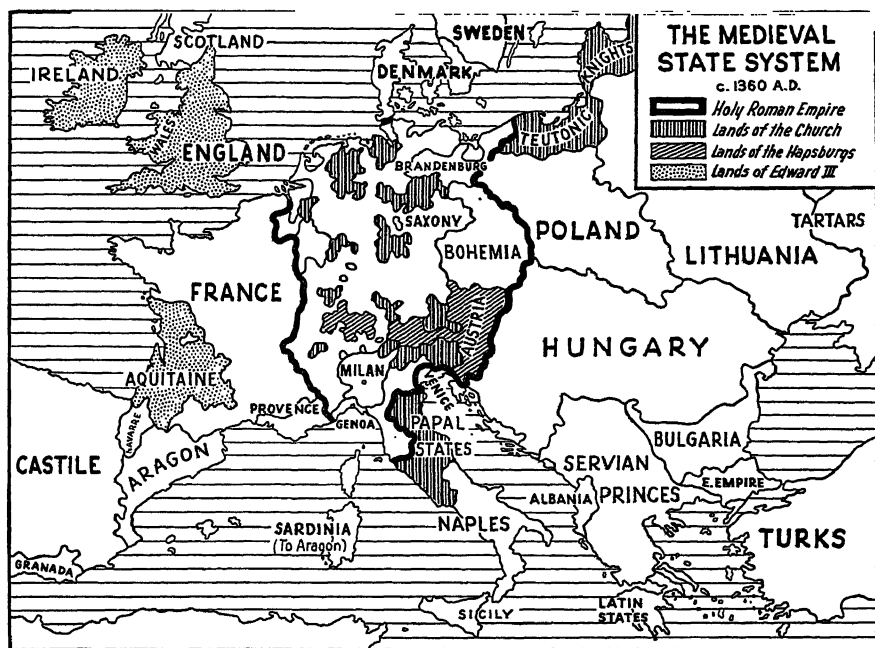 THE MEDIEVAL
STATE SYSTEM
c. 1360 A.D.
Holy Roman Empire
Lands of the Church
Lands of the Hapsburgs
Lands of Edward III
SCOTLAND
IRELAND
WALES
ENGLAND
SWEDEN
DENMARK
TEUTONIC
KNIGHTS
BRANDENBURG
SAXONY
BOHEMIA
POLAND
LITHUANIA
TARTARS
FRANCE
AUSTRIA
HUNGARY
AQUITAINE
MILAN
VENICE
PROVENCE
GENOA
PAPAL
STATES
NAVARRE
CASTILE
ARAGON
BULGARIA
SERVIAN
PRINCES
E. EMPIRE
ALBANIA
NAPLES
SARDINIA
(To Aragon)
TURKS
GRANADA
SICILY
LATIN
STATES